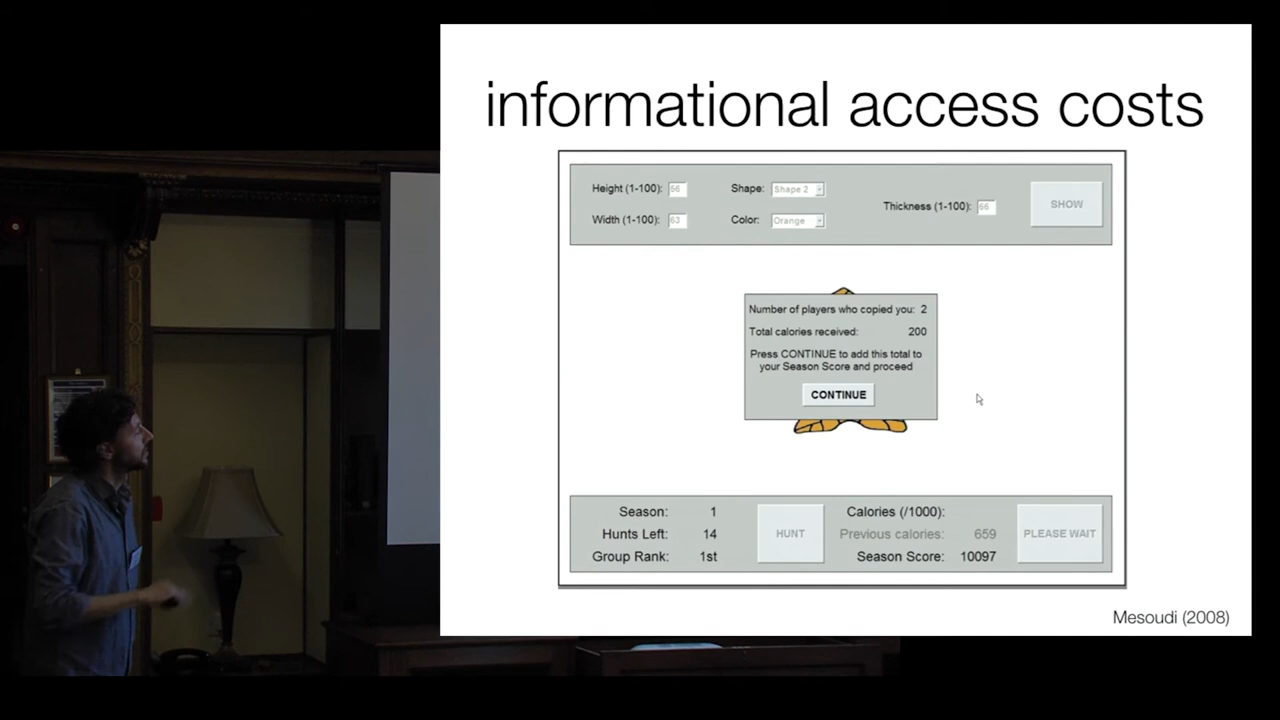 informational access costs
Height (1-100): 56 Shape: Shape 2 Thickness (1-100): 66 SHOW
Width (1-100): 63 Color: Orange
Number of players who copied you: 2
Total calories received: 200
Press CONTINUE to add this total to
your Season Score and proceed
CONTINUE
Season: 1 HUNT Calories (/1000): PLEASE WAIT
Hunts Left: 14 Previous calories: 659
Group Rank: 1st Season Score: 10097
Mesoudi (2008)